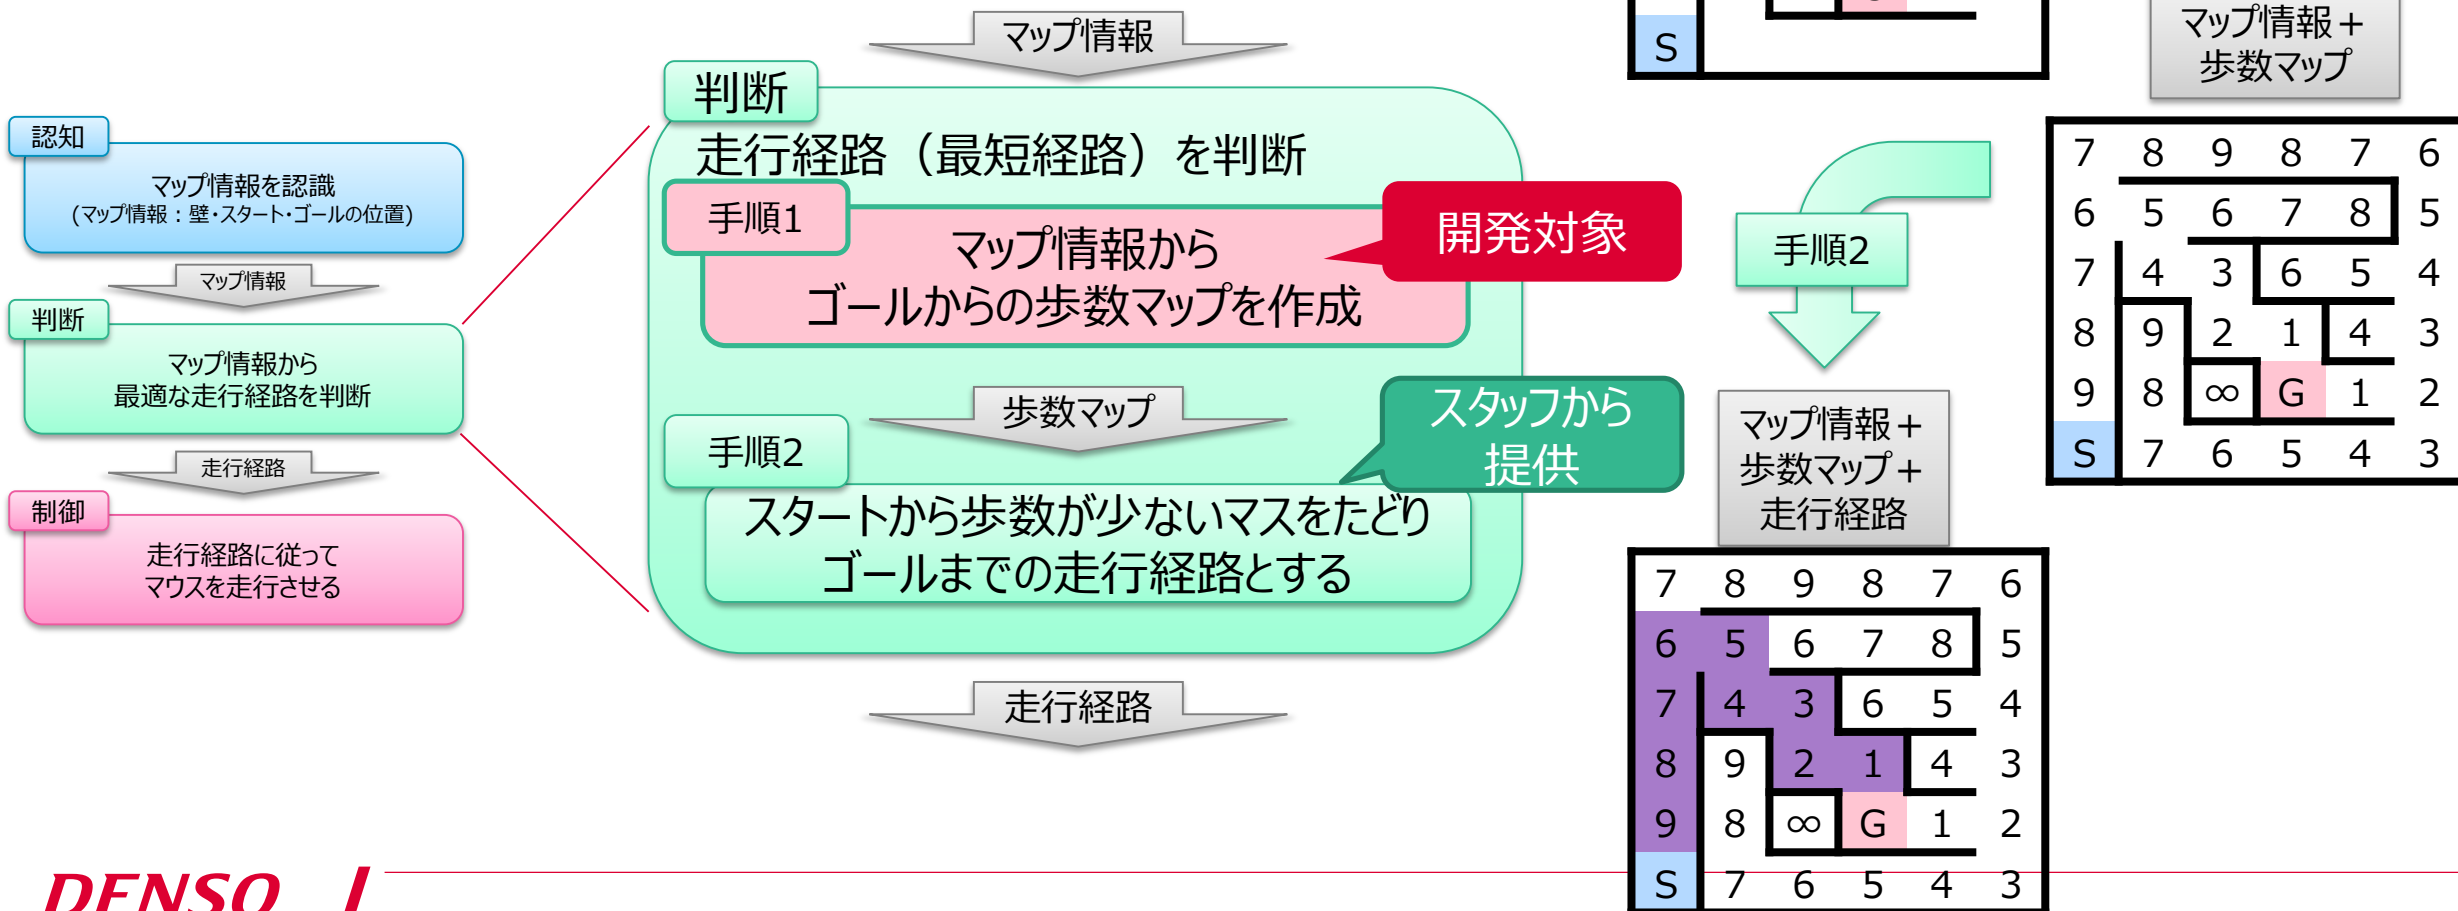 認知
マップ情報を認識
(マップ情報：壁・スタート・ゴールの位置)
マップ情報
判断
マップ情報から
最適な走行経路を判断
走行経路
制御
走行経路に従って
マウスを走行させる
マップ情報
判断
走行経路（最短経路）を判断
手順1
マップ情報から
ゴールからの歩数マップを作成
開発対象
歩数マップ
スタッフから
提供
手順2
スタートから歩数が少ないマスをたどり
ゴールまでの走行経路とする
走行経路
S
マップ情報＋
歩数マップ
7 8 9 8 7 6
6 5 6 7 8 5
7 4 3 6 5 4
8 9 2 1 4 3
9 8 ∞ G 1 2
S 7 6 5 4 3
手順2
マップ情報＋
歩数マップ＋
走行経路
7 8 9 8 7 6
6 5 6 7 8 5
7 4 3 6 5 4
8 9 2 1 4 3
9 8 ∞ G 1 2
S 7 6 5 4 3
DENSO